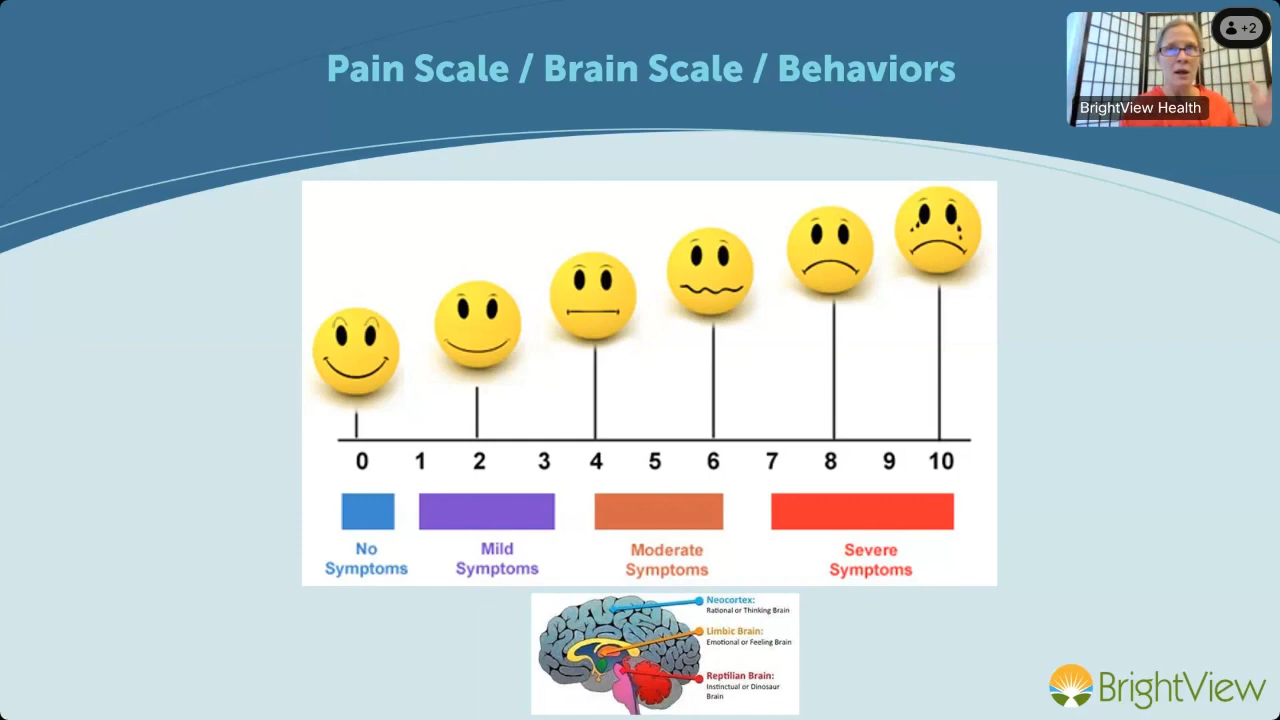 Pain Scale / Brain Scale / Behaviors
+2
BrightView Health
0 1 2 3 4 5 6 7 8 9 10
No
Symptoms
Mild
Symptoms
Moderate
Symptoms
Severe
Symptoms
Neocortex:
Rational or Thinking Brain
Limbic Brain:
Emotional or Feeling Brain
Reptilian Brain:
Instinctual or Dinosaur
Brain
BrightView